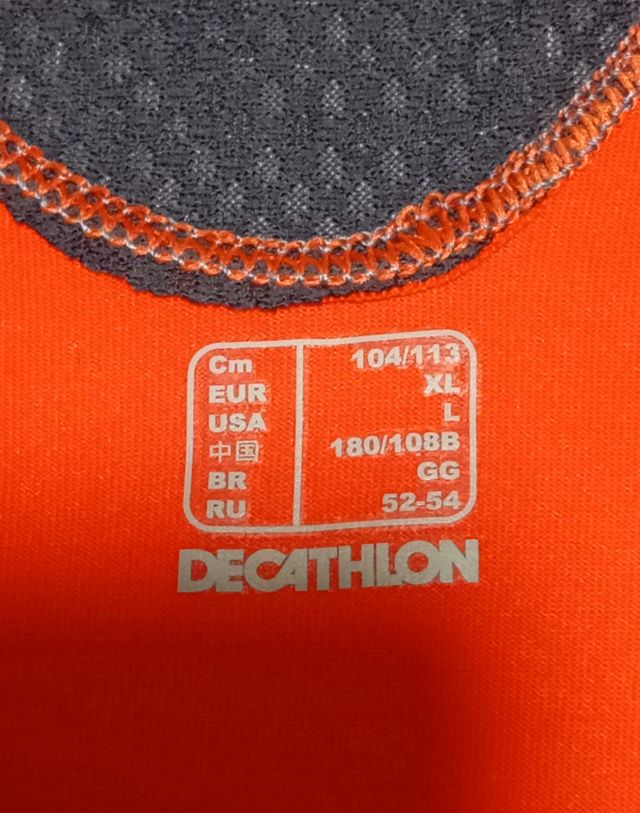 Cm 104/113
EUR XL
USA L
中国 180/108B
BR GG
RU 52-54
DECATHLON